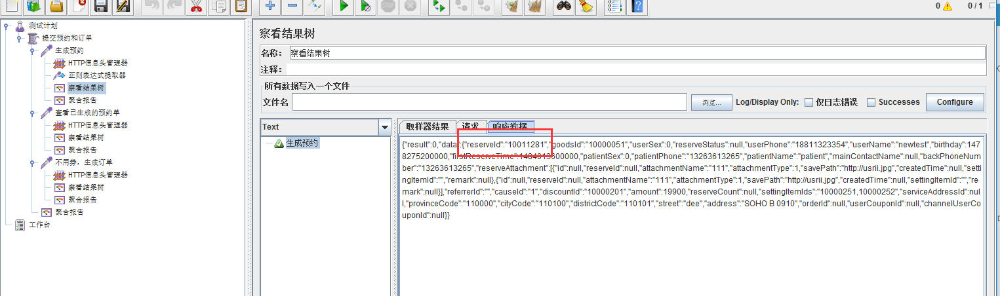 0
0 / 1
测试计划
提交预约和订单
生成预约
HTTP信息头管理器
正则表达式提取器
察看结果树
聚合报告
查看已生成的预约单
HTTP信息头管理器
察看结果树
聚合报告
不用券, 生成订单
HTTP信息头管理器
察看结果树
聚合报告
聚合报告
工作台
察看结果树
名称: 察看结果树
注释:
所有数据写入一个文件
文件名 浏览... Log/Display Only: 仅日志错误 Successes Configure
Text
生成预约
取样器结果 请求 响应数据
{"result":0,"data":{"reserveId":"10011281","goodsId":"10000051","userSex":0,"reserveStatus":null,"userPhone":"18811323354","userName":"newtest","birthday":147
8275200000,"firstReserveTime":1484013600000,"patientSex":0,"patientPhone":"13263613265","patientName":"patient","mainContactName":null,"backPhoneNum
ber":"13263613265","reserveAttachment":[{"id":null,"reserveId":null,"attachmentName":"111","attachmentType":1,"savePath":"http://usrii.jpg","createdTime":null,"setti
ngItemId":"","remark":null},{"id":null,"reserveId":null,"attachmentName":"111","attachmentType":1,"savePath":"http://usrii.jpg","createdTime":null,"settingItemId":"","re
mark":null}],"referrerId":"","causeId":"1","discountId":"10000201","amount":19900,"reserveCount":null,"settingItemIds":"10000251,10000252","serviceAddressId":nul
l,"provinceCode":"110000","cityCode":"110100","districtCode":"110101","street":"dee","address":"SOHO B 0910","orderId":null,"userCouponId":null,"channelUserCo
uponId":null}}